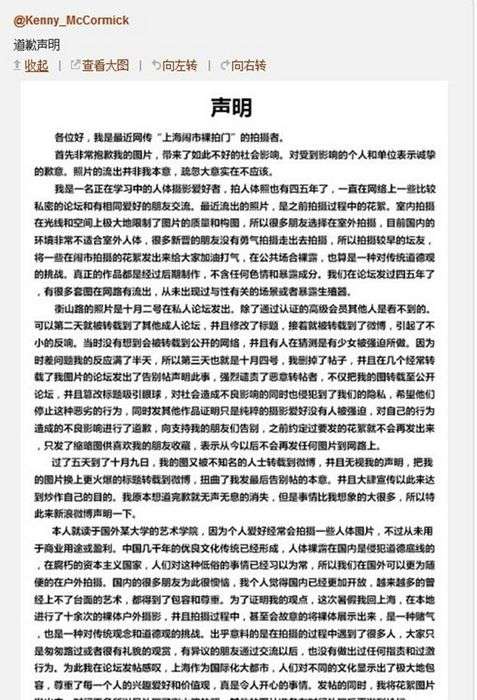 @Kenny_McCormick
道歉声明
收起 | 查看大图 | 向左转 | 向右转
声明
各位好，我是最近网传“上海闹市裸拍门”的拍摄者。
首先非常抱歉我的图片，带来了如此不好的社会影响。对受到影响的个人和单位表示诚挚
的歉意。照片的流出并非我本意，疏忽大意实在不应该。
我是一名正在学习中的人体摄影爱好者，拍人体照也有四五年了，一直在网络上一些比较
私密的论坛和有相同爱好的朋友交流。最近流出的照片，是之前拍摄过程中的花絮。室内拍摄
在光线和空间上极大地限制了图片的质量和构图，所以很多朋友选择在室外拍摄，目前国内的
环境非常不适合室外人体，很多新晋的朋友没有勇气拍摄走出去拍摄，所以拍摄较早的坛友，
将一些在闹市拍摄的花絮发出来给大家加油打气，在公共场合裸露，也算是一种对传统道德观
的挑战。真正的作品都是经过后期制作，不含任何色情和暴露成分。我们在论坛发过四五年了
，有很多套图在网路有流出，从未出现过与性有关的场景或者暴露生殖器。
衡山路的照片是十月二号在私人论坛发出。除了通过认证的高级会员其他人是看不到的。
可以第二天就被转载到了其他成人论坛，并且修改了标题，接着就被转载到了微博，引起了不
小的反响。当时没有想到会被转载到公开的网络，并且有人在猜测是有少女被强迫所做。因为
时差问题我的反应满了半天，所以第三天也就是十月四号，我删掉了帖子，并且在几个经常转
载了我图片的论坛发出了告别帖声明此事，强烈谴责了恶意转帖者，不仅把我的图转载至公开
论坛，并且篡改标题吸引眼球，对社会造成不良影响的同时也侵犯到了我们的隐私，希望他们
停止这种恶劣的行为，同时发其他作品证明只是纯粹的摄影爱好没有人被强迫，对自己的行为
造成的不良影响进行了道歉，向支持我的朋友们告别，之前约定过要发的花絮就不会再发出来
，只发了缩略图供喜欢我的朋友收藏，表示从今以后不会再发任何图片到网路上。
过了五天到了十月九日，我的图又被不知名的人士转载到微博，并且无视我的声明，把我
的图片换上更火爆的标题转载到微博，扭曲了我发最后告别帖的本意。并且大肆宣传以此来达
到炒作自己的目的。我原本想道完歉就无声无息的消失，但是事情比我想象的大很多，所以特
此来新浪微博声明一下。
本人就读于国外某大学的艺术学院，因为个人爱好经常会拍摄一些人体图片，不过从未用
于商业用途或盈利。中国几千年的优良文化传统已经形成，人体裸露在国内是侵犯道德底线的
，在腐朽的资本主义国家，人们对这种低俗的事情已经习以为常，所以我们在国外可以更为随
便的在户外拍摄。国内的很多朋友为此很懊恼，我个人觉得国内已经更加开放，越来越多的曾
经上不了台面的艺术，都得到了包容和尊重。为了证明我的观点，这次暑假我回上海，在本地
进行了十余次的裸体户外摄影，并且拍摄过程中，甚至会故意的将裸体展示出来，是一种赌气
，也是一种对传统观念和道德观的挑战。出乎意料的是在拍摄的过程中遇到了很多人，大家只
是匆匆路过或者很有礼貌的观赏，有异议的朋友通过交流以后，也没有做出过任何指责和过激
行为。为此我在论坛发帖感叹，上海作为国际化大都市，人们对不同的文化显示出了极大地包
容，尊重了每一个人的兴趣爱好和价值观，真是令人开心的事情。发帖的同时，我将花絮图片